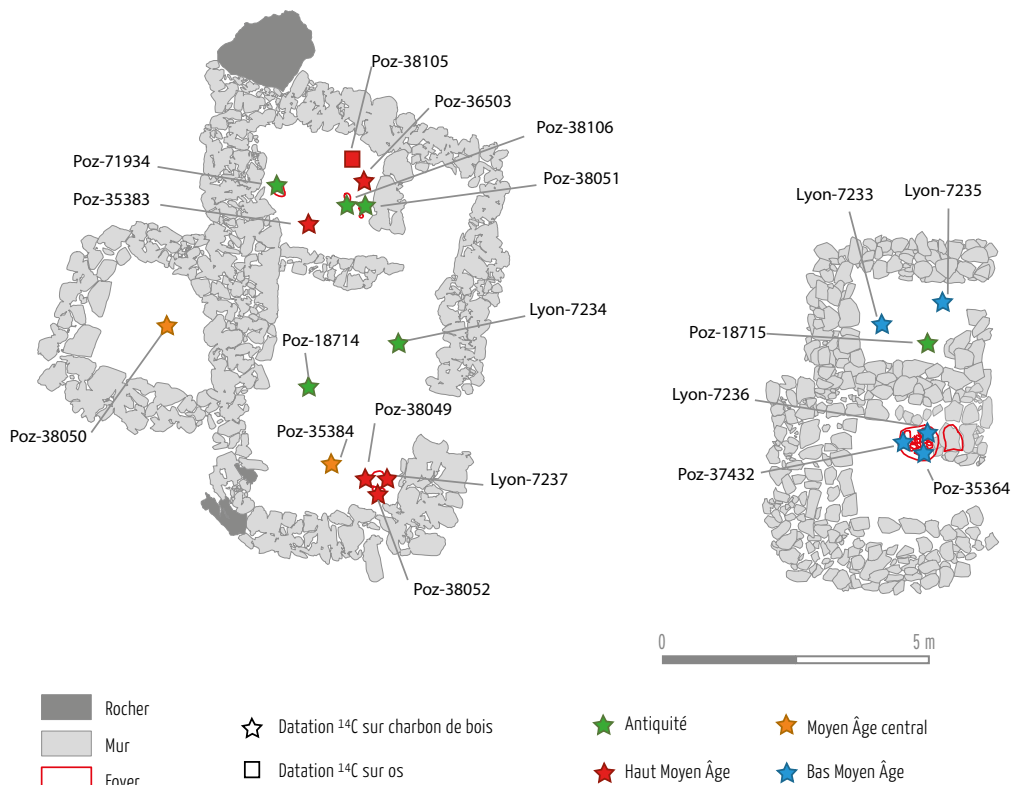 Poz-38105
Poz-36503
Poz-38106
Poz-71934
Poz-38051
Poz-35383
Lyon-7233
Lyon-7235
Lyon-7234
Poz-18714
Poz-18715
Lyon-7236
Poz-38049
Poz-35384
Poz-38050
Lyon-7237
Poz-37432
Poz-35364
Poz-38052
0 5 m
Rocher
Mur
Foyer
Datation ¹⁴C sur charbon de bois
Datation ¹⁴C sur os
Antiquité
Haut Moyen Âge
Moyen Âge central
Bas Moyen Âge